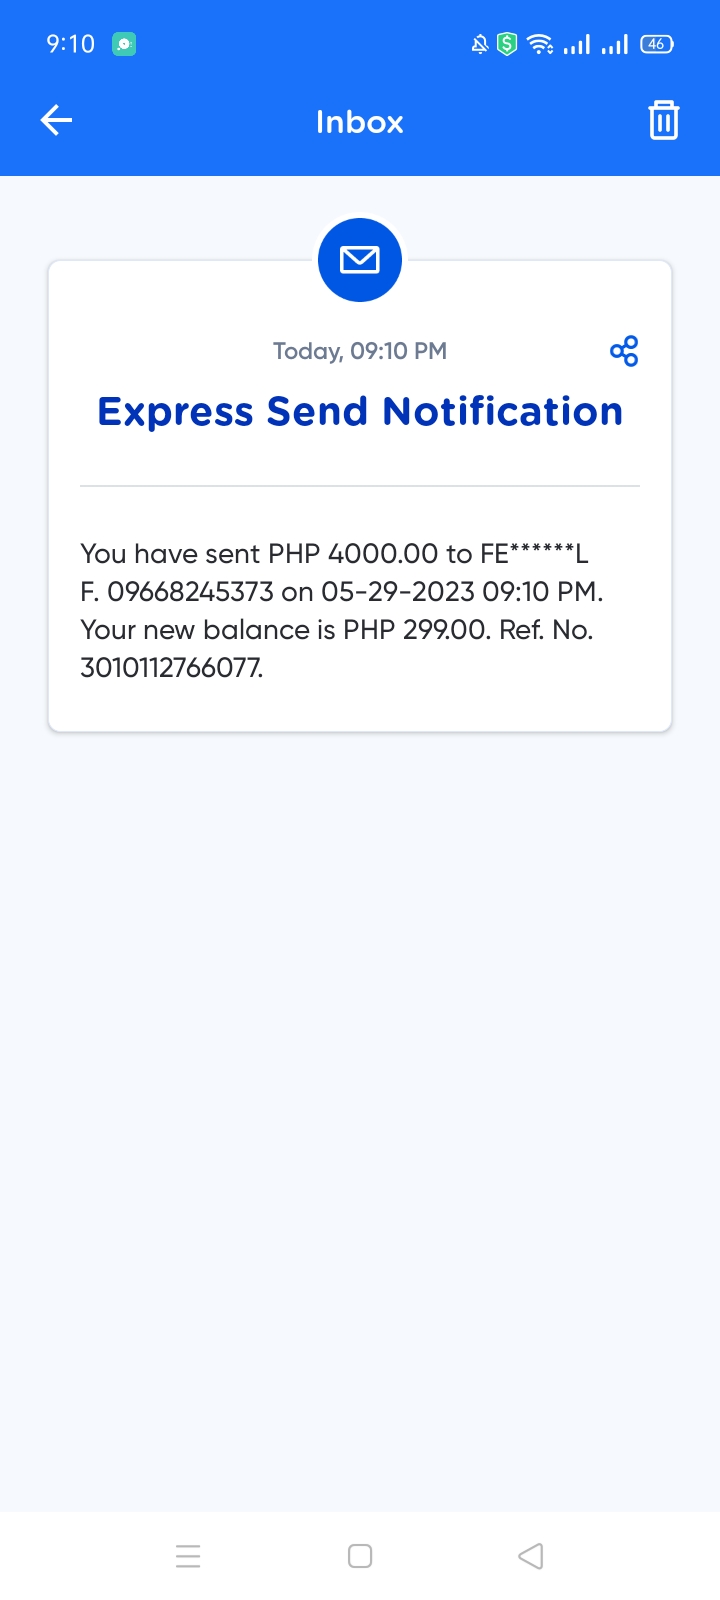 9:10
46
Inbox
Today, 09:10 PM
Express Send Notification
You have sent PHP 4000.00 to FE******L
F. 09668245373 on 05-29-2023 09:10 PM.
Your new balance is PHP 299.00. Ref. No.
3010112766077.